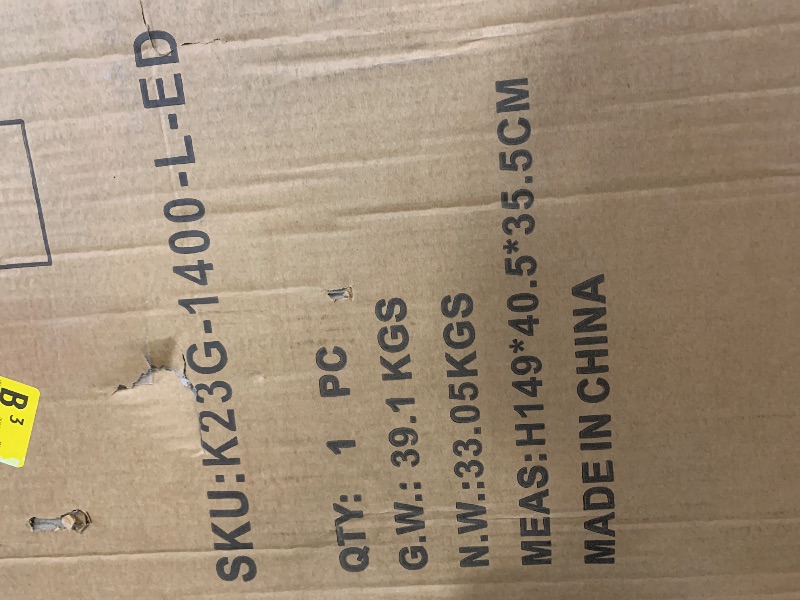 SKU:K23G-1400-L-ED
QTY: 1 PC
G.W.: 39.1 KGS
N.W.:33.05KGS
MEAS:H149*40.5*35.5CM
MADE IN CHINA
B3